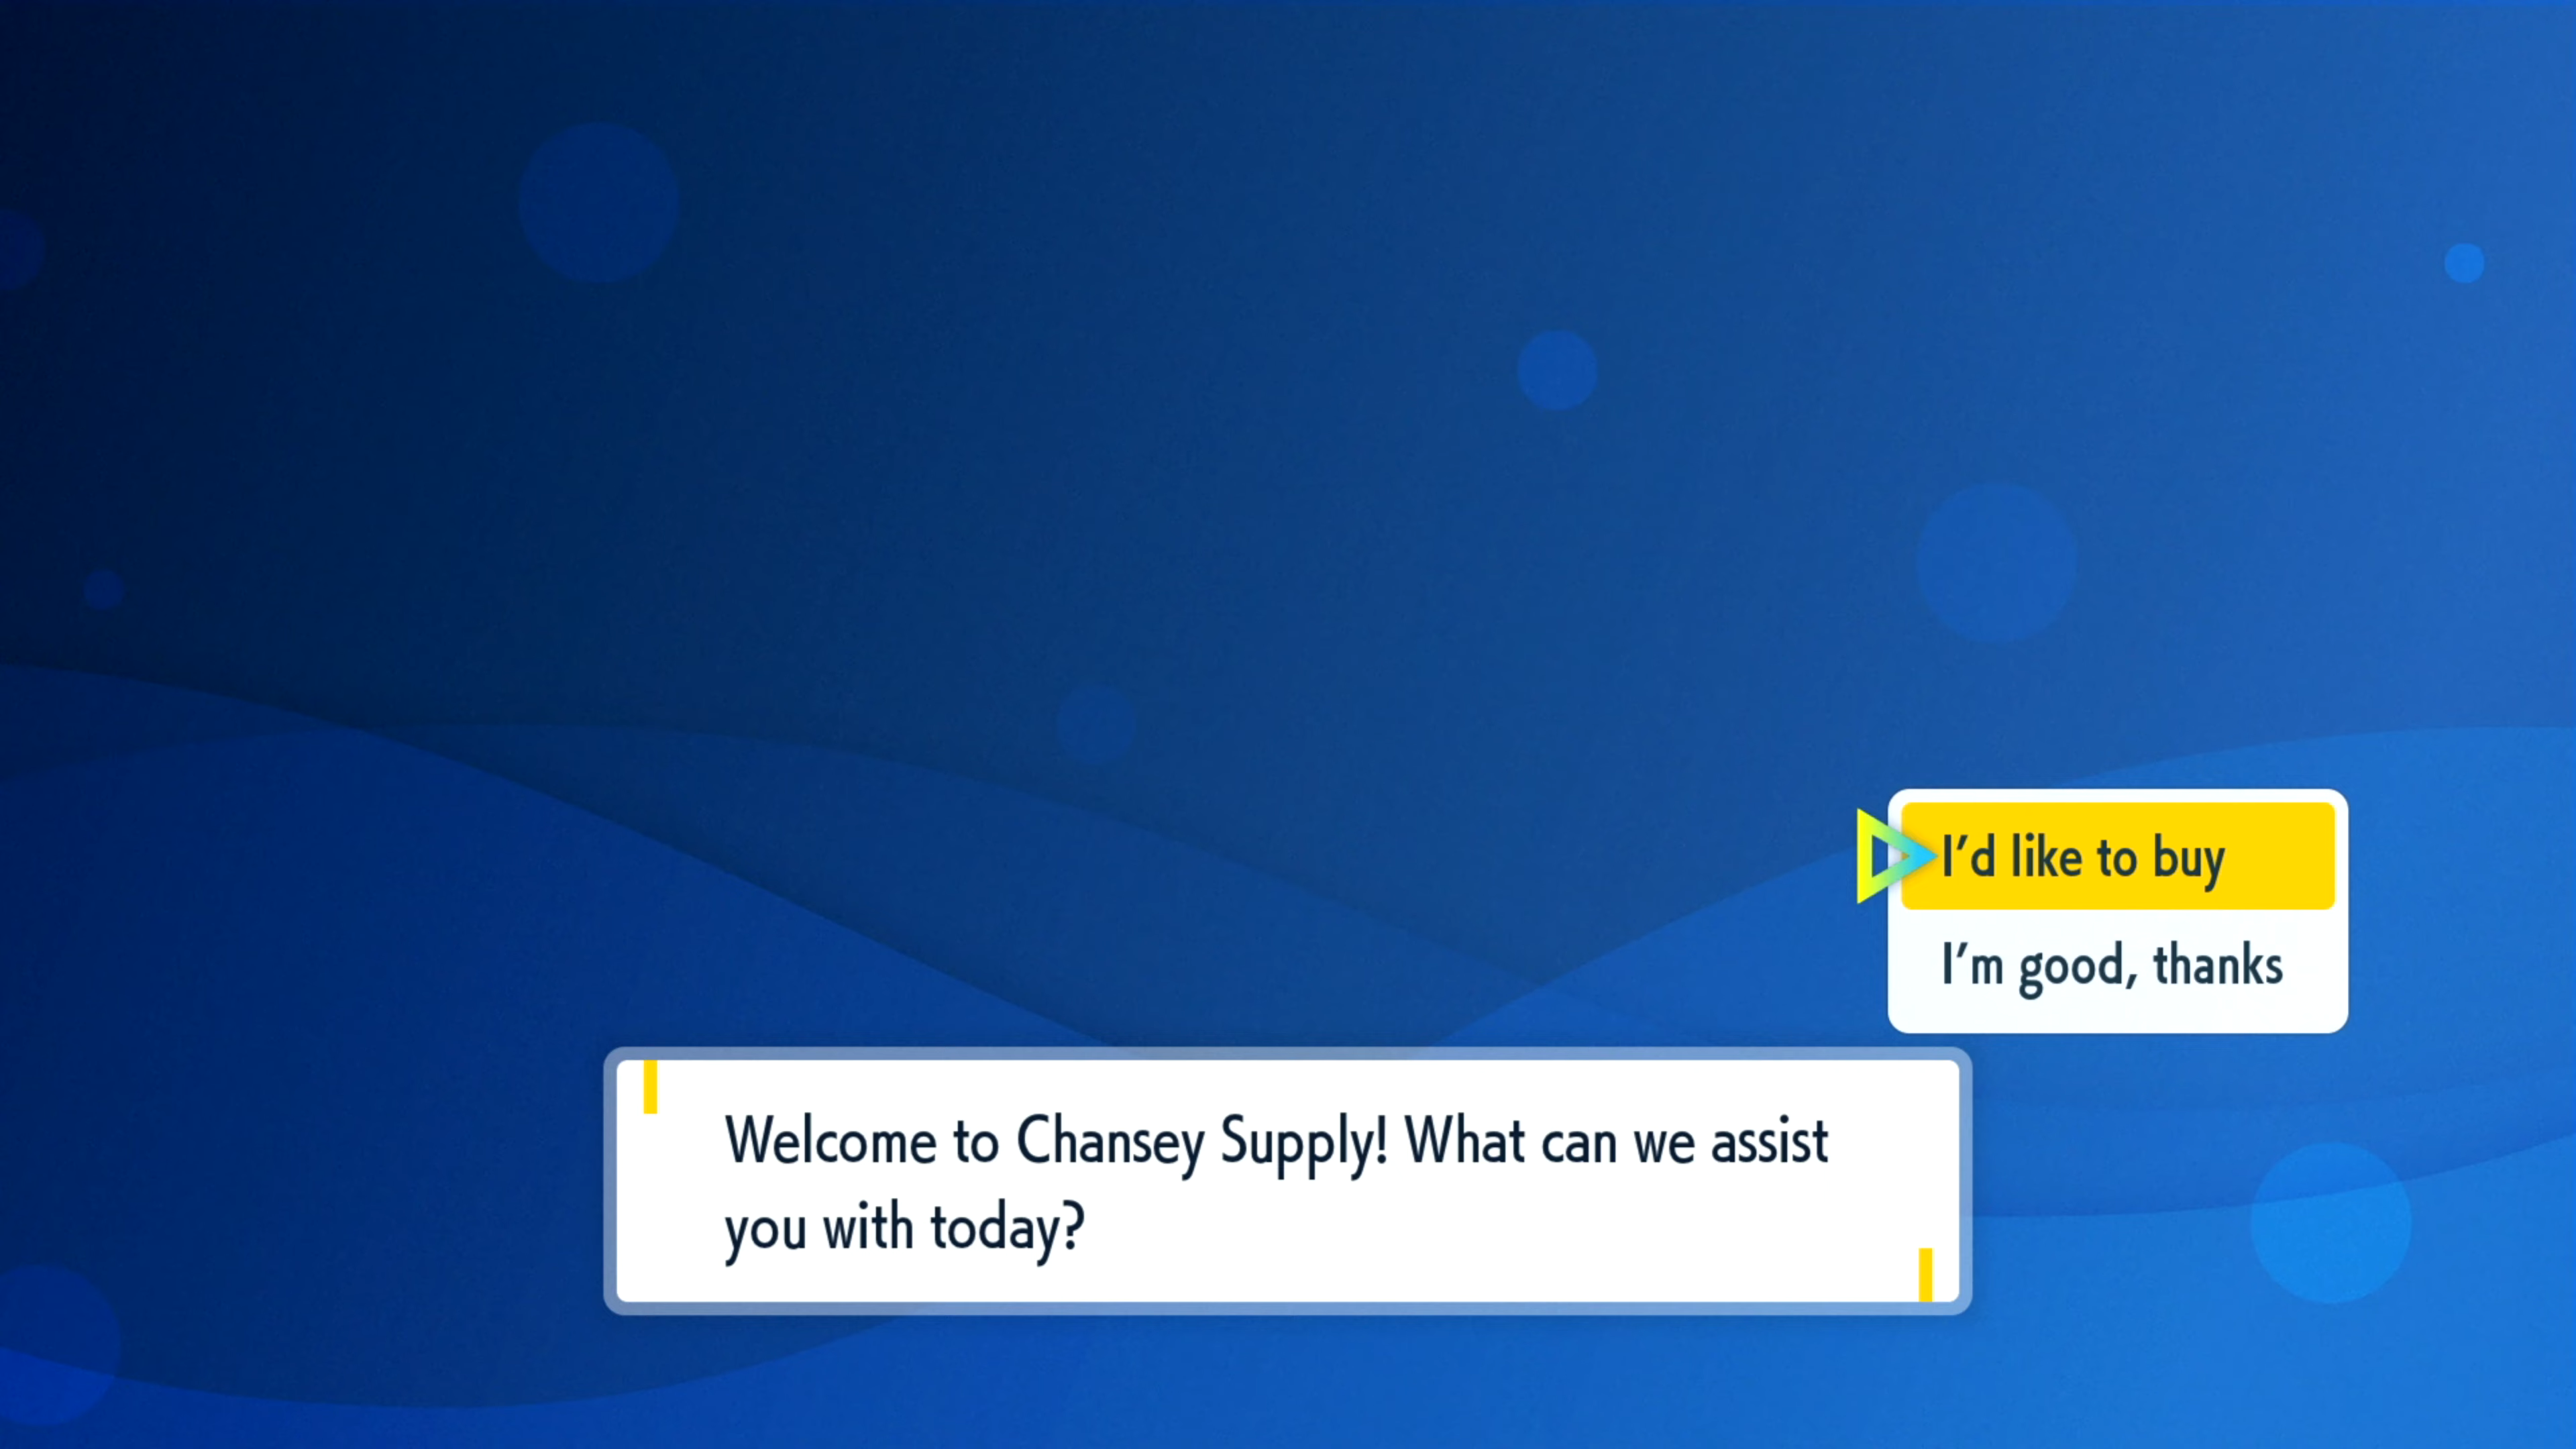 I’d like to buy
I’m good, thanks
Welcome to Chansey Supply! What can we assist
you with today?